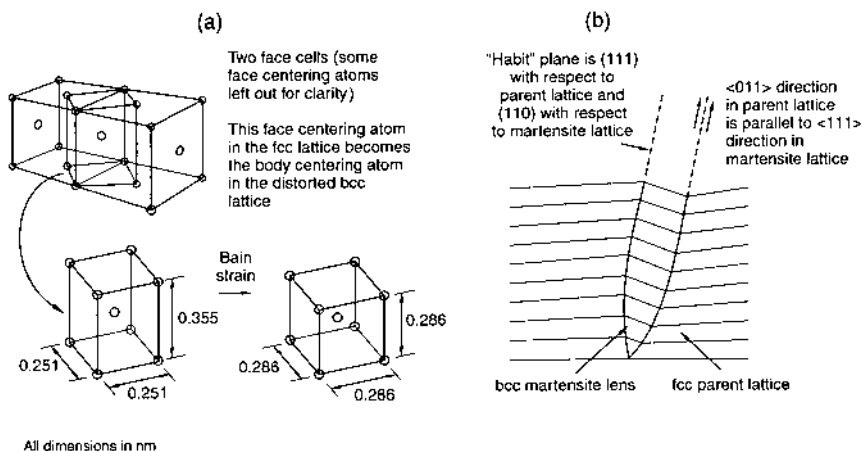 (a)
Two face cells (some
face centering atoms
left out for clarity)
This face centering atom
in the fcc lattice becomes
the body centering atom
in the distorted bcc
lattice
Bain
strain
0.355
0.251
0.251
0.286
0.286
0.286
All dimensions in nm
(b)
"Habit" plane is (111)
with respect to
parent lattice and
(110) with respect
to martensite lattice
<011> direction
in parent lattice
is parallel to <111>
direction in
martensite lattice
bcc martensite lens
fcc parent lattice